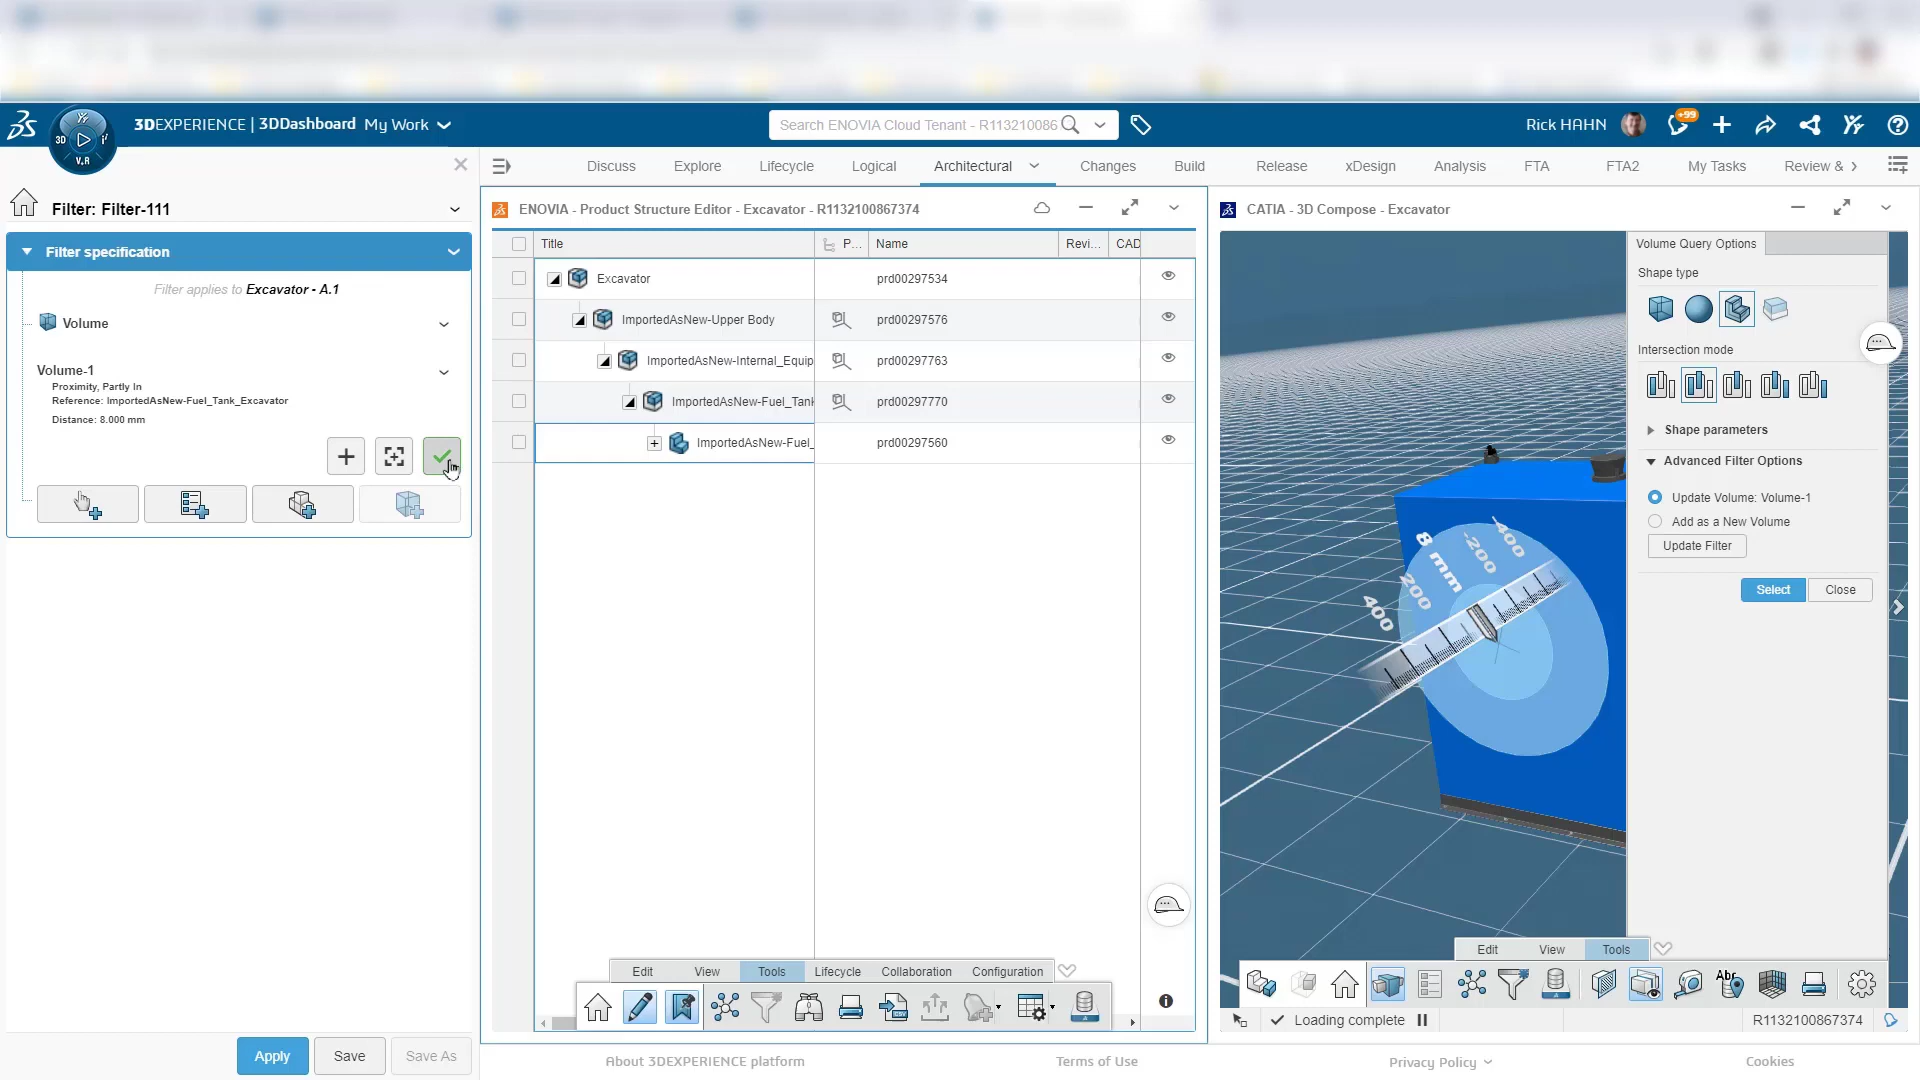 3DEXPERIENCE | 3DDashboard My Work
3D
V.R
Search ENOVIA Cloud Tenant - R113210086
Rick HAHN
+99
Discuss Explore Lifecycle Logical Architectural Changes Build Release xDesign Analysis FTA FTA2 My Tasks Review &
Filter: Filter-111
Filter specification
Filter applies to Excavator - A.1
Volume
Volume-1
Proximity, Partly In
Reference: ImportedAsNew-Fuel_Tank_Excavator
Distance: 8.000 mm
Apply Save Save As
ENOVIA - Product Structure Editor - Excavator - R1132100867374
Title P... Name Revi... CAD
Excavator prd00297534
ImportedAsNew-Upper Body prd00297576
ImportedAsNew-Internal_Equip prd00297763
ImportedAsNew-Fuel_Tank prd00297770
ImportedAsNew-Fuel_ prd00297560
Edit View Tools Lifecycle Collaboration Configuration
CSV
CATIA - 3D Compose - Excavator
Volume Query Options
Shape type
Intersection mode
Shape parameters
Advanced Filter Options
Update Volume: Volume-1
Add as a New Volume
Update Filter
Select Close
400
-200
8 mm
200
400
Edit View Tools
Abc
Loading complete
R1132100867374
About 3DEXPERIENCE platform Terms of Use Privacy Policy Cookies